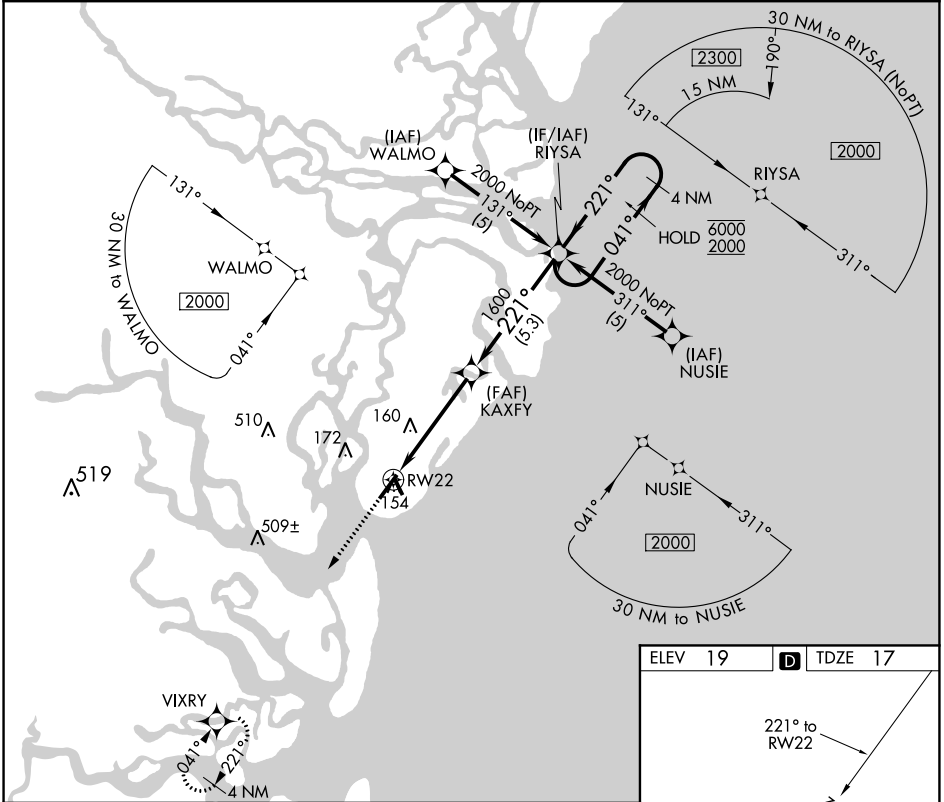 30 NM to RIYSA (NoPT)
2300
190°
15 NM
131°
2000
RIYSA
311°
(IAF)
WALMO
(IF/IAF)
RIYSA
2000 NoPT
131°
(5)
221°
041°
4 NM
HOLD
6000
2000
2000 NoPT
311°
(5)
(IAF)
NUSIE
131°
WALMO
2000
041°
30 NM to WALMO
1600
221°
(5.3)
(FAF)
KAXFY
510
172
160
519
RW22
154
509±
NUSIE
041°
311°
2000
30 NM to NUSIE
VIXRY
041°
221°
4 NM
ELEV 19
D
TDZE 17
221° to
RW22